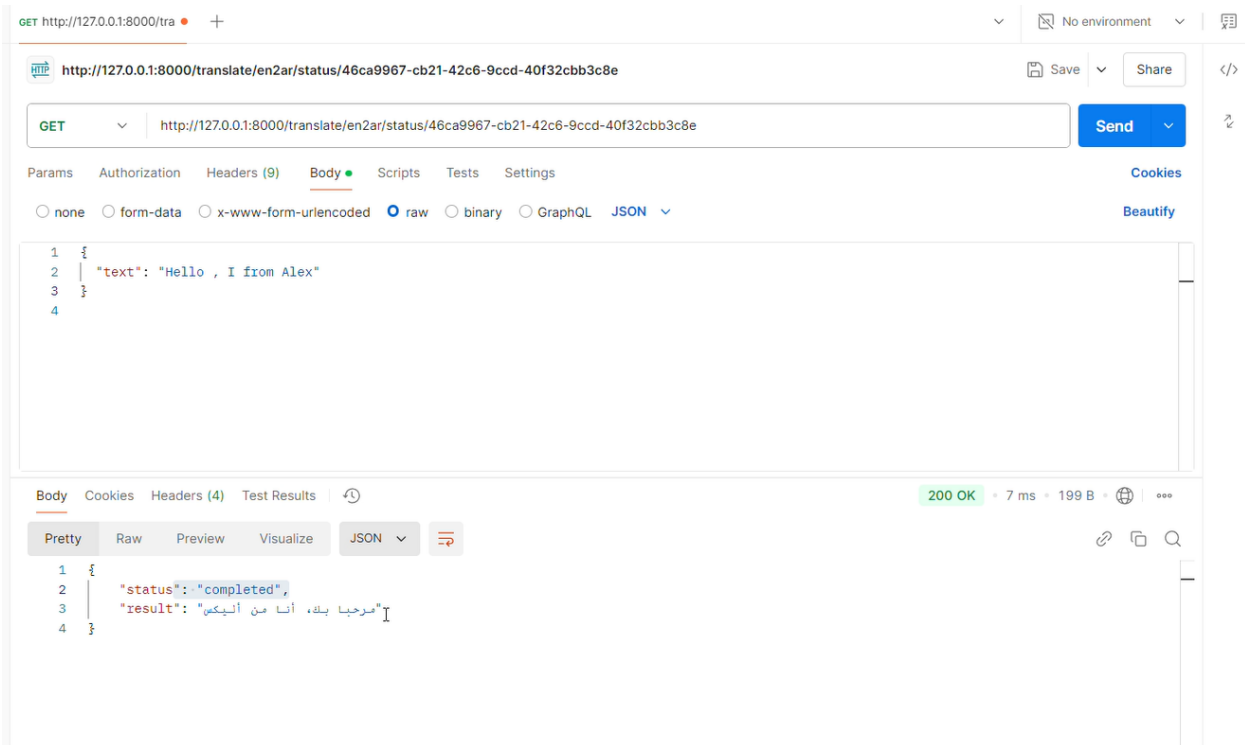 GET http://127.0.0.1:8000/tra
No environment
HTTP http://127.0.0.1:8000/translate/en2ar/status/46ca9967-cb21-42c6-9ccd-40f32cbb3c8e Save Share
GET http://127.0.0.1:8000/translate/en2ar/status/46ca9967-cb21-42c6-9ccd-40f32cbb3c8e Send
Params Authorization Headers (9) Body Scripts Tests Settings Cookies
none form-data x-www-form-urlencoded raw binary GraphQL JSON Beautify
1 {
2 "text": "Hello , I from Alex"
3 }
4
Body Cookies Headers (4) Test Results 200 OK 7 ms 199 B
Pretty Raw Preview Visualize JSON
1 {
2 "status": "completed",
3 "result": "مرحبا بك، أنا من أليكس"
4 }